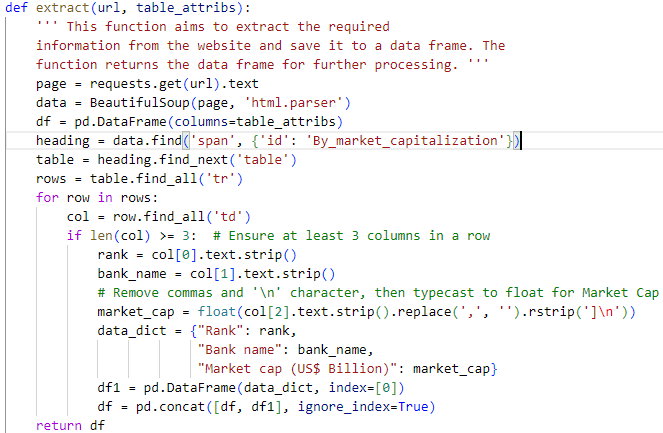 def extract(url, table_attribs):
    ''' This function aims to extract the required
    information from the website and save it to a data frame. The
    function returns the data frame for further processing. '''
    page = requests.get(url).text
    data = BeautifulSoup(page, 'html.parser')
    df = pd.DataFrame(columns=table_attribs)
    heading = data.find('span', {'id': 'By_market_capitalization'})
    table = heading.find_next('table')
    rows = table.find_all('tr')
    for row in rows:
        col = row.find_all('td')
        if len(col) >= 3:  # Ensure at least 3 columns in a row
            rank = col[0].text.strip()
            bank_name = col[1].text.strip()
            # Remove commas and '\n' character, then typecast to float for Market Cap
            market_cap = float(col[2].text.strip().replace(',', '').rstrip(']\n'))
            data_dict = {"Rank": rank,
                         "Bank name": bank_name,
                         "Market cap (US$ Billion)": market_cap}
            df1 = pd.DataFrame(data_dict, index=[0])
            df = pd.concat([df, df1], ignore_index=True)
    return df